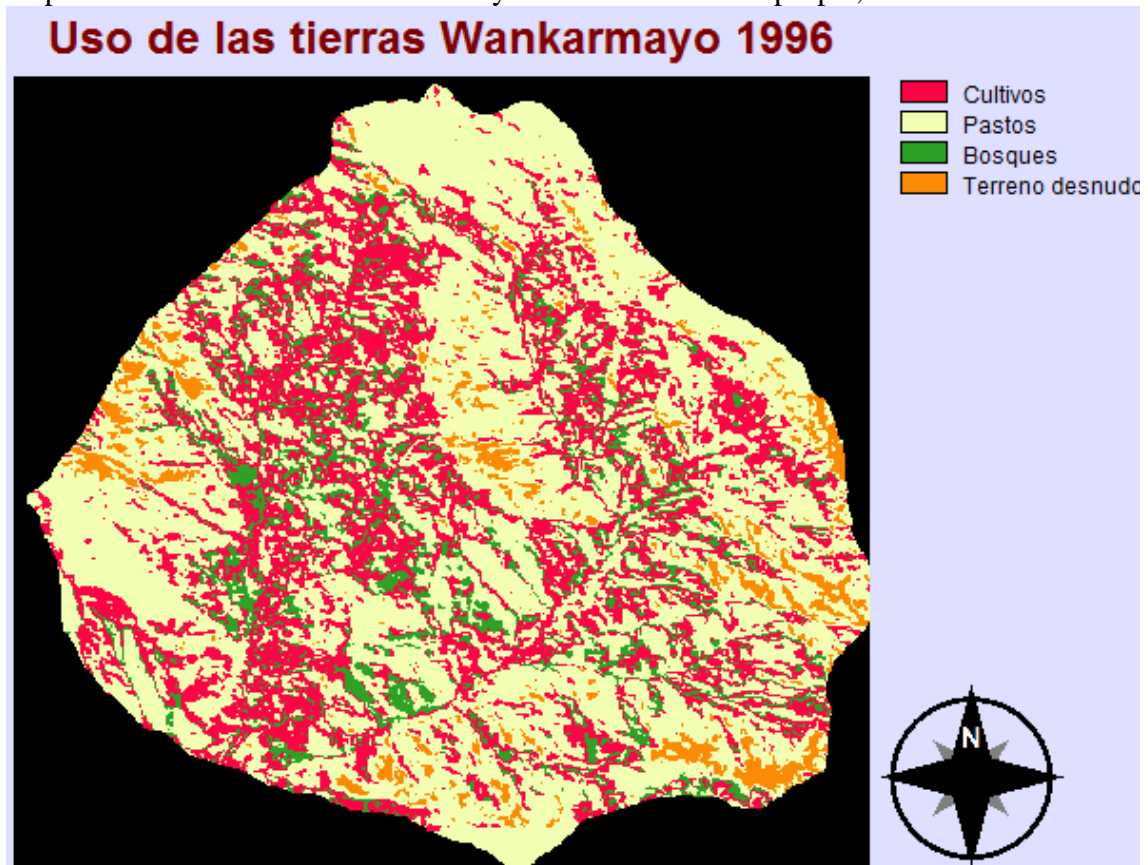 Uso de las tierras Wankarmayo 1996
Cultivos
Pastos
Bosques
Terreno desnudo
N